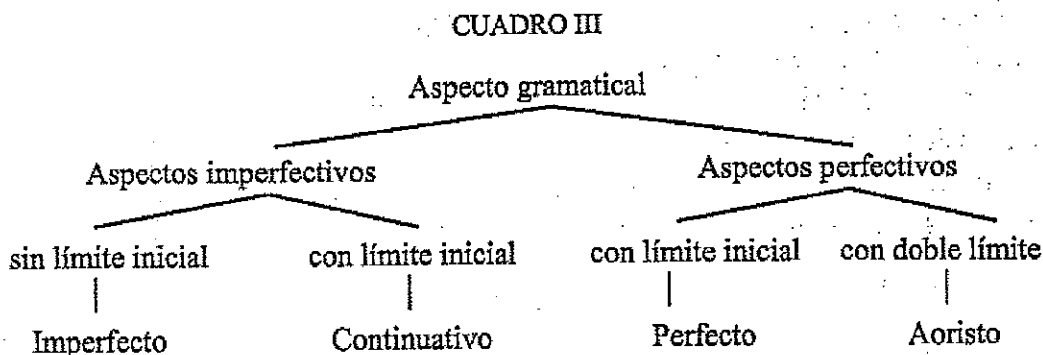 CUADRO III
Aspecto gramatical
Aspectos imperfectivos Aspectos perfectivos
sin límite inicial con límite inicial con límite inicial con doble límite
Imperfecto Continuativo Perfecto Aoristo